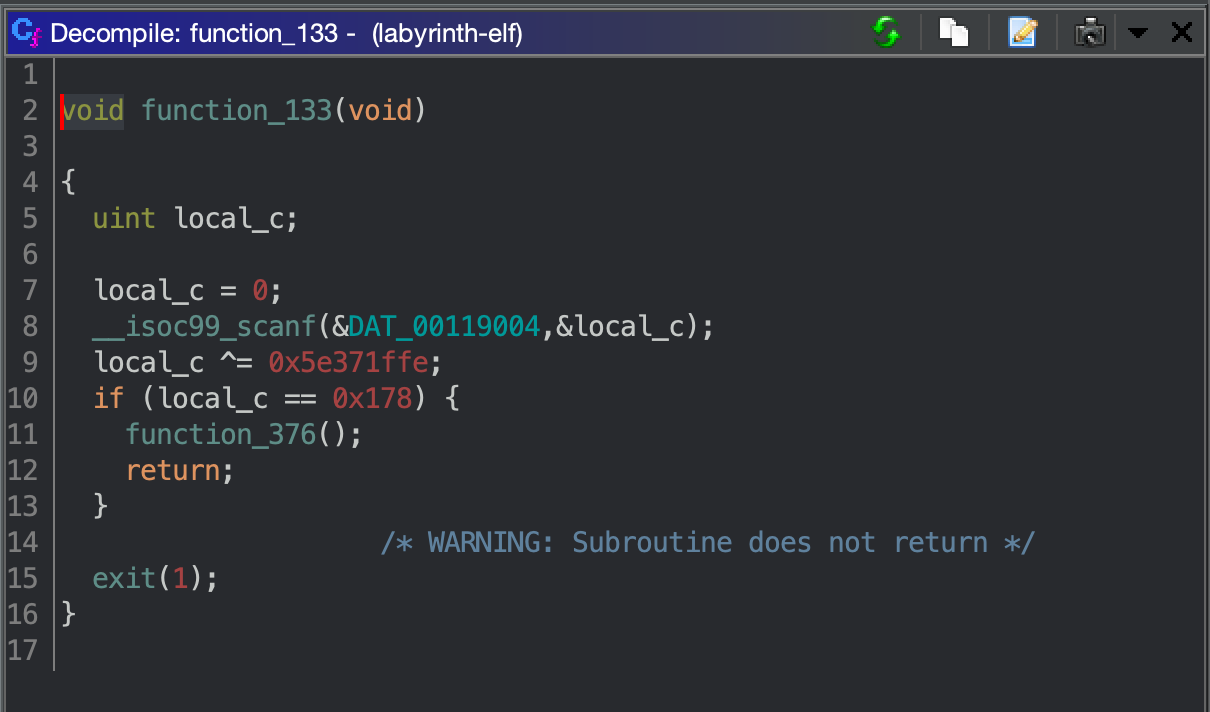 Decompile: function_133 - (labyrinth-elf)
1
2 void function_133(void)
3
4 {
5 uint local_c;
6
7 local_c = 0;
8 __isoc99_scanf(&DAT_00119004,&local_c);
9 local_c ^= 0x5e371ffe;
10 if (local_c == 0x178) {
11 function_376();
12 return;
13 }
14 /* WARNING: Subroutine does not return */
15 exit(1);
16 }
17